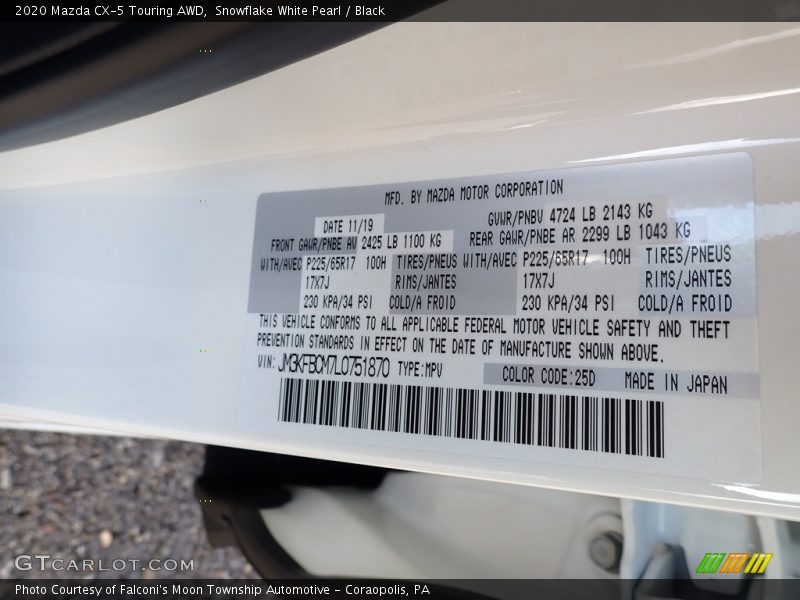 2020 Mazda CX-5 Touring AWD, Snowflake White Pearl / Black
MFD. BY MAZDA MOTOR CORPORATION
DATE 11/19 GVWR/PNBV 4724 LB 2143 KG
FRONT GAWR/PNBE AV 2425 LB 1100 KG REAR GAWR/PNBE AR 2299 LB 1043 KG
WITH/AVEC P225/65R17 100H TIRES/PNEUS WITH/AVEC P225/65R17 100H TIRES/PNEUS
17X7J RIMS/JANTES 17X7J RIMS/JANTES
230 KPA/34 PSI COLD/A FROID 230 KPA/34 PSI COLD/A FROID
THIS VEHICLE CONFORMS TO ALL APPLICABLE FEDERAL MOTOR VEHICLE SAFETY AND THEFT
PREVENTION STANDARDS IN EFFECT ON THE DATE OF MANUFACTURE SHOWN ABOVE.
VIN: JM3KFBCM7L0751870 TYPE:MPV
COLOR CODE:25D MADE IN JAPAN
GTCARLOT.COM
Photo Courtesy of Falconi's Moon Township Automotive - Coraopolis, PA